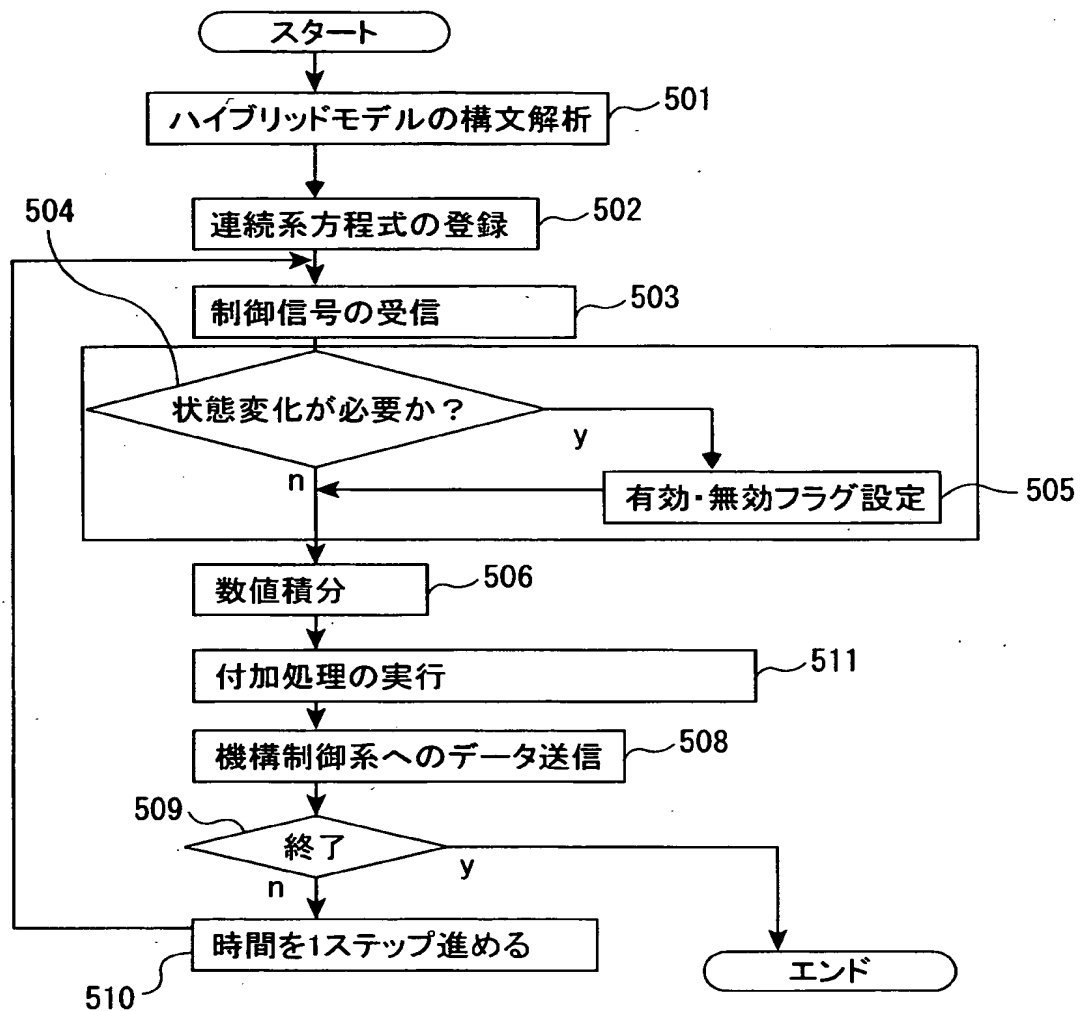 スタート
ハイブリッドモデルの構文解析
501
504
連続系方程式の登録
502
制御信号の受信
503
状態変化が必要か？
y
n
有効・無効フラグ設定
505
数値積分
506
付加処理の実行
511
機構制御系へのデータ送信
508
509
終了
y
n
時間を1ステップ進める
エンド
510